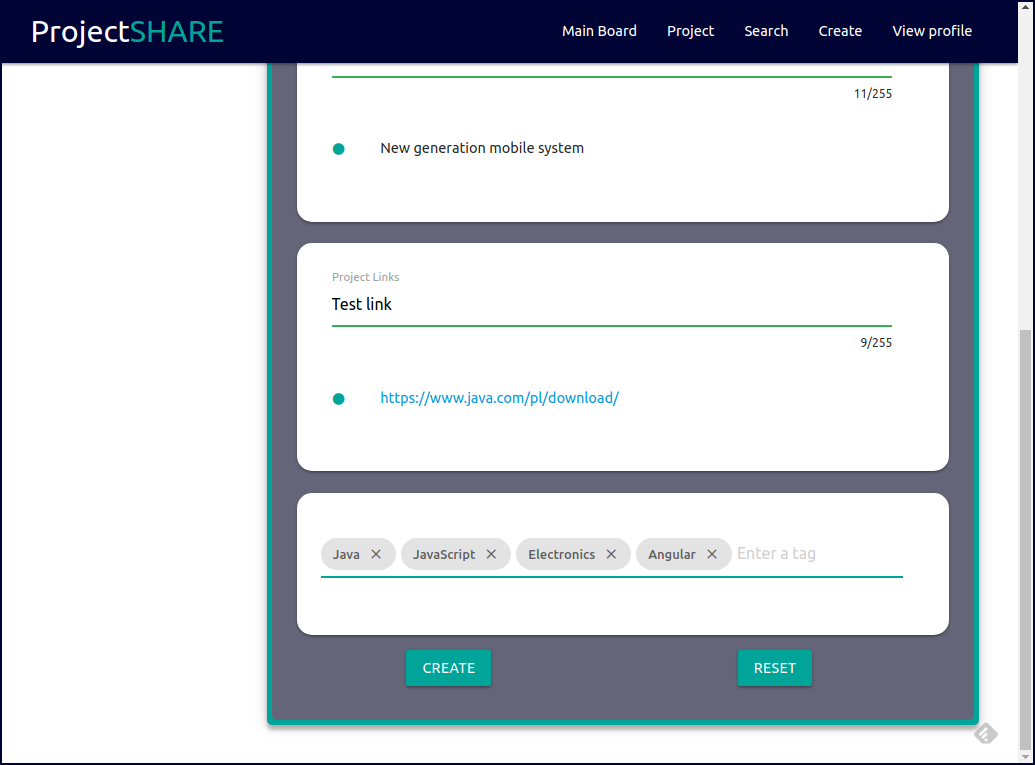 ProjectSHARE
Main Board Project Search Create View profile
11/255
New generation mobile system
Project Links
Test link
9/255
https://www.java.com/pl/download/
Java JavaScript Electronics Angular Enter a tag
CREATE RESET